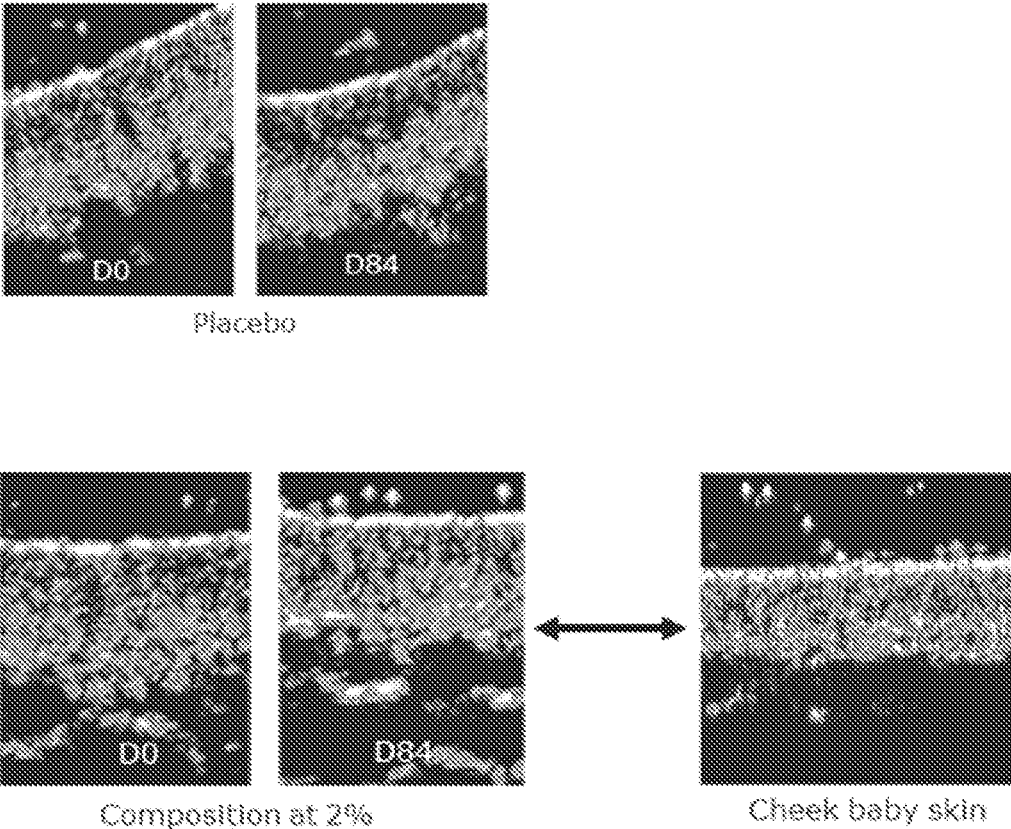 D0
D84
Placebo
D0
D84
Composition at 2%
Cheek baby skin